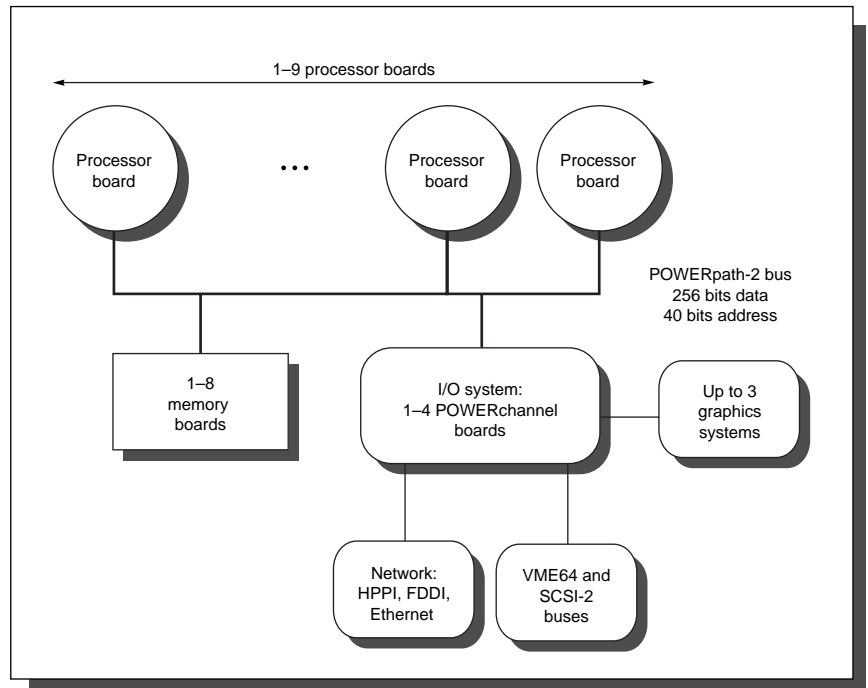 1–9 processor boards
Processor
board
...
Processor
board
Processor
board
POWERpath-2 bus
256 bits data
40 bits address
1–8
memory
boards
I/O system:
1–4 POWERchannel
boards
Up to 3
graphics
systems
Network:
HPPI, FDDI,
Ethernet
VME64 and
SCSI-2
buses